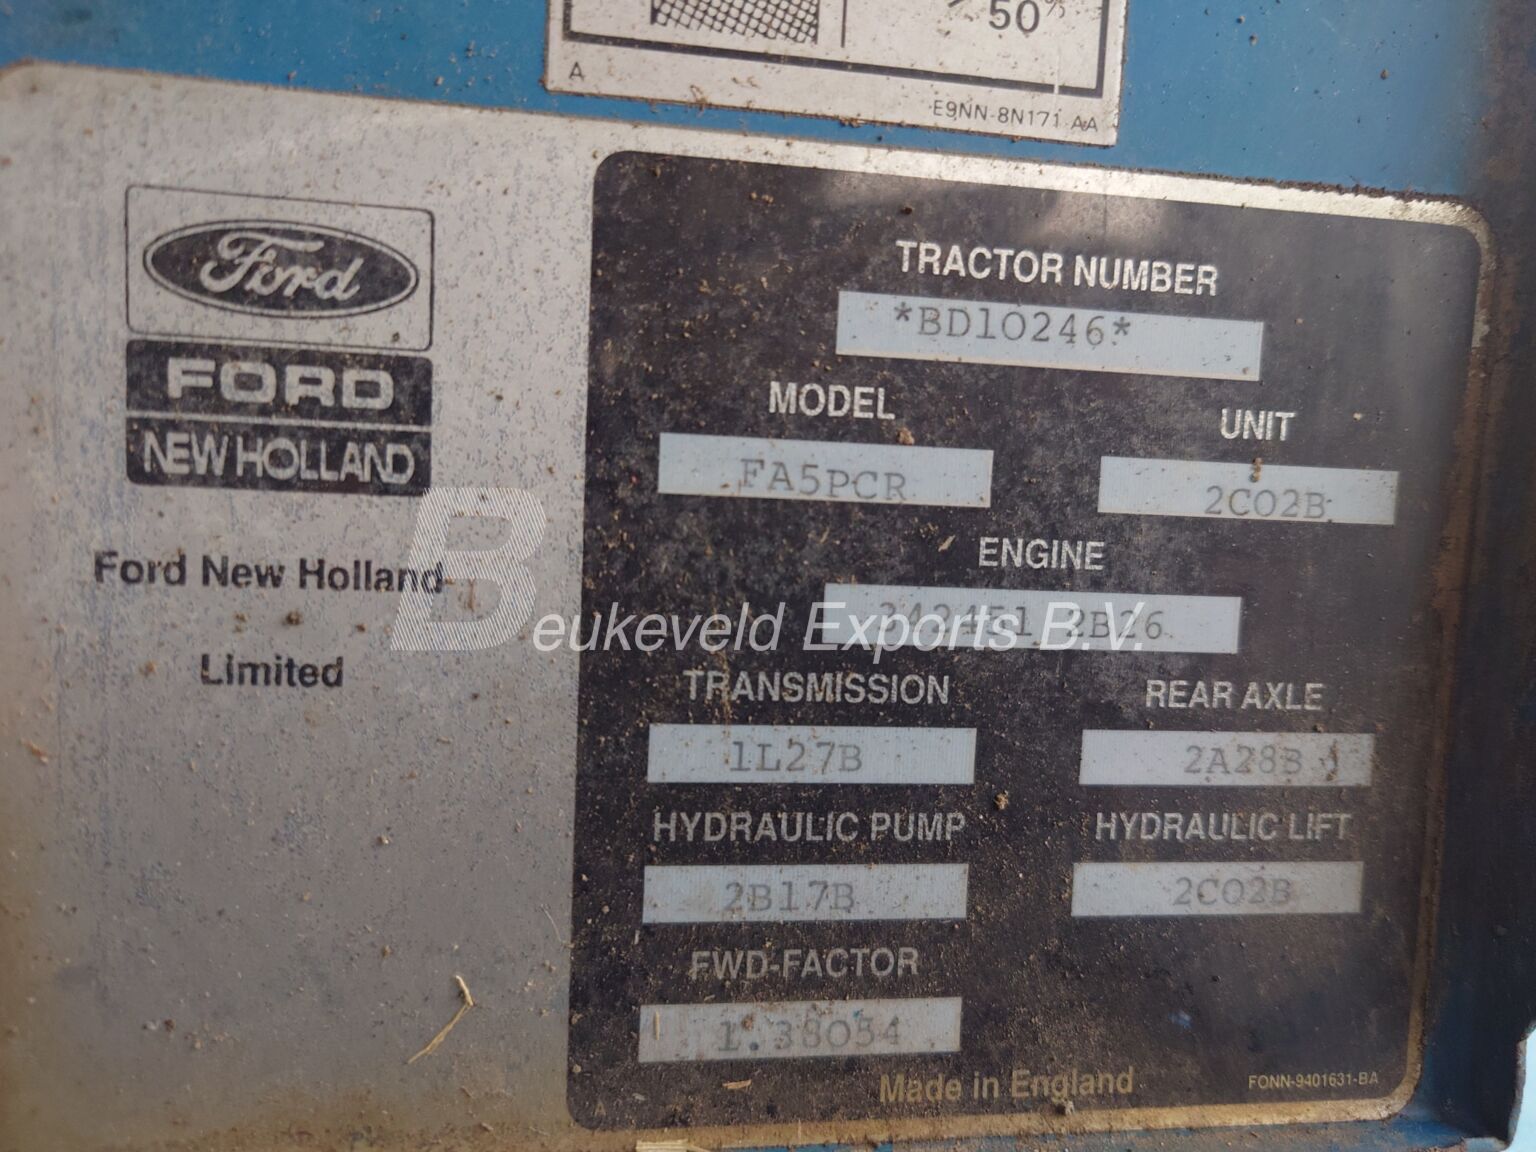 50%
A
E9NN-8N171-AA
Ford
FORD
NEW HOLLAND
Ford New Holland
Limited
TRACTOR NUMBER
*BD10246*
MODEL
FA5PCR
UNIT
2C02B
ENGINE
342451 2B26
Beukeveld Exports B.V.
TRANSMISSION
1L27B
REAR AXLE
2A28B
HYDRAULIC PUMP
2B17B
HYDRAULIC LIFT
2C02B
FWD-FACTOR
1.38054
Made in England
FONN-9401631-BA
A